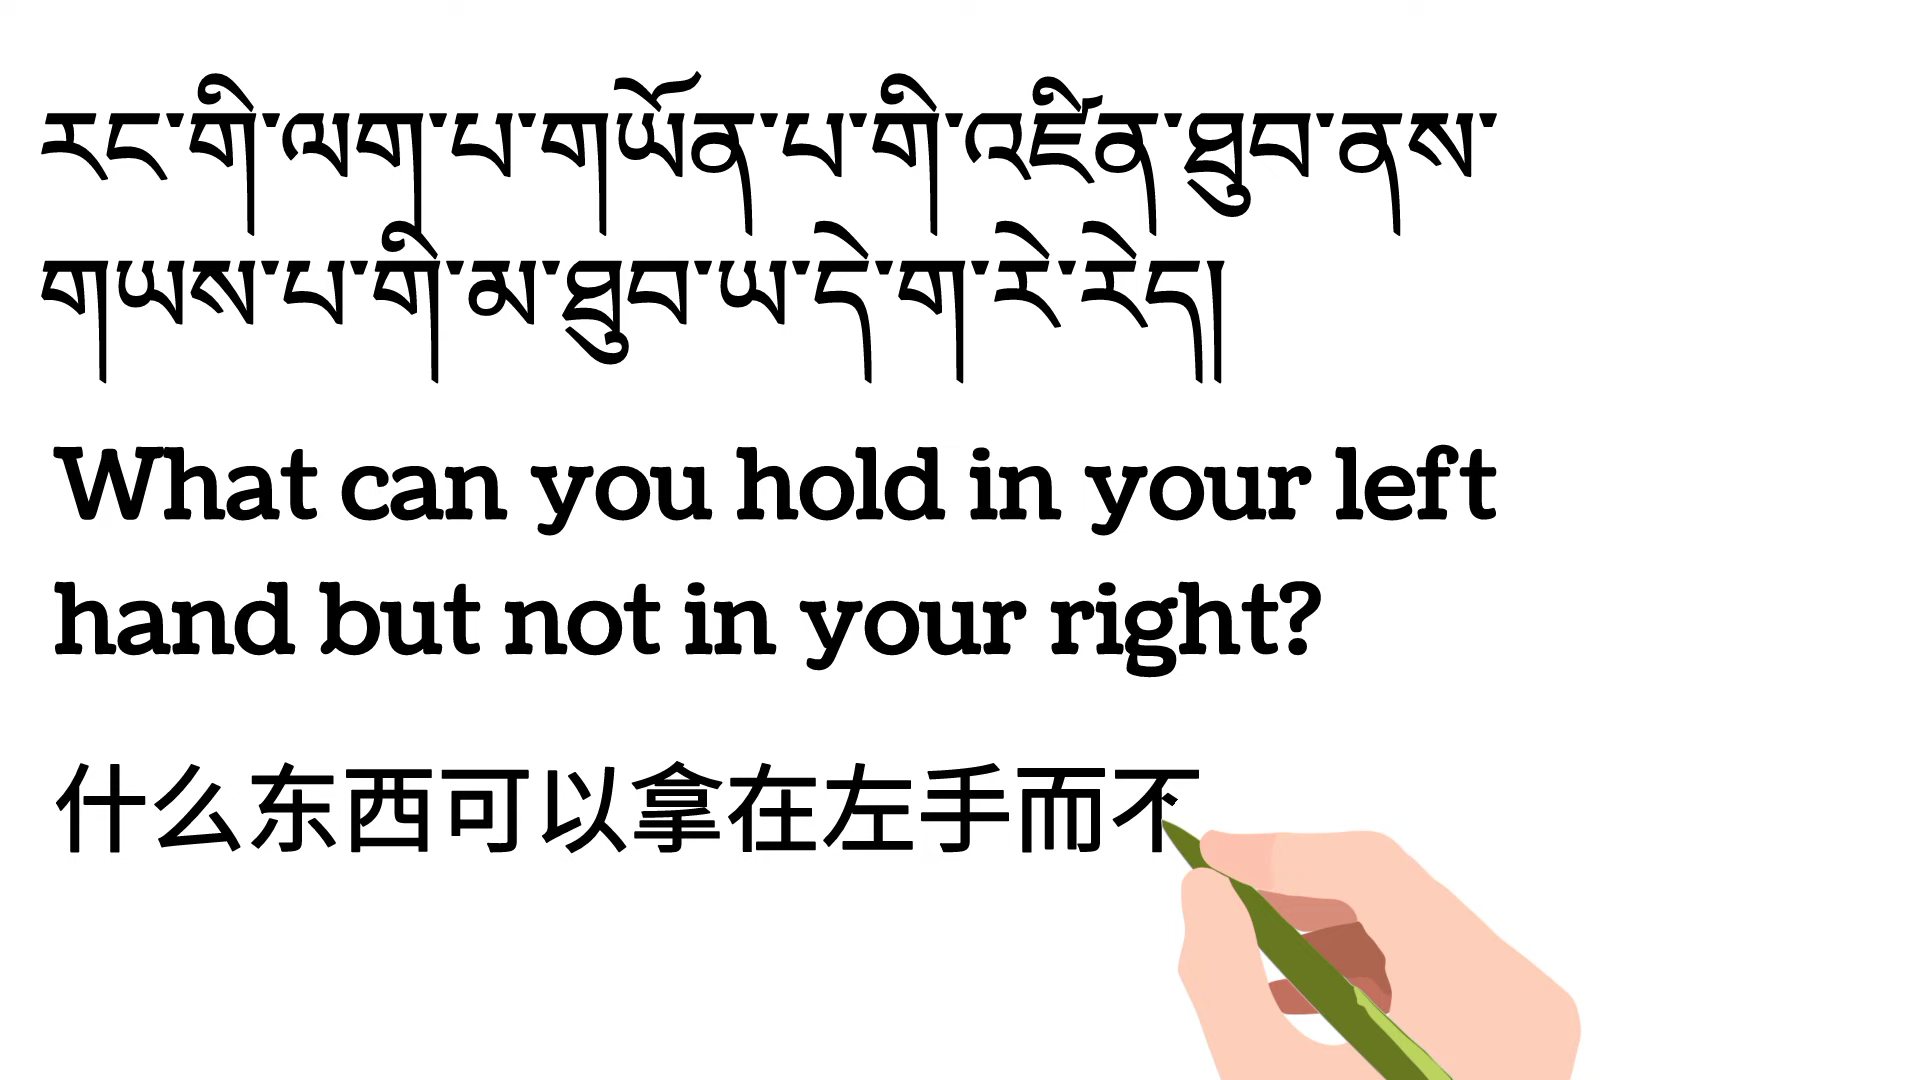 རང་གི་ལག་པ་གཡོན་པ་གི་འཛིན་ཐུབ་ནས་
གཡས་པ་གི་མ་ཐུབ་ཡ་དེ་ག་རེ་རེད།
What can you hold in your left
hand but not in your right?
什么东西可以拿在左手而不